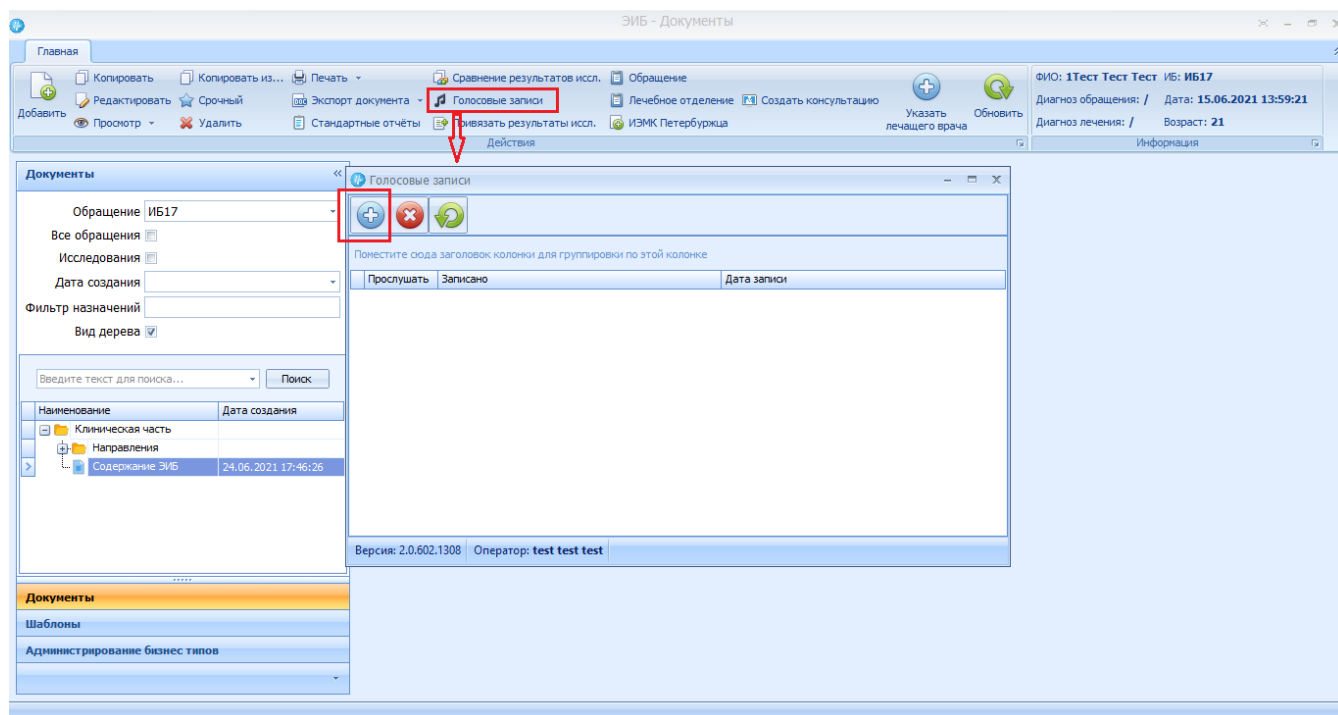 ЭИБ - Документы
Главная
Добавить
Копировать
Копировать из...
Печать
Сравнение результатов иссл.
Обращение
Редактировать
Срочный
Экспорт документа
Голосовые записи
Лечебное отделение
Создать консультацию
Просмотр
Удалить
Стандартные отчёты
Привязать результаты иссл.
ИЭМК Петербуржца
Указать
лечащего врача
Обновить
ФИО: 1Тест Тест Тест ИБ: ИБ17
Диагноз обращения: / Дата: 15.06.2021 13:59:21
Диагноз лечения: / Возраст: 21
Действия
Информация
Документы
Обращение ИБ17
Все обращения
Исследования
Дата создания
Фильтр назначений
Вид дерева
Введите текст для поиска...
Поиск
Наименование Дата создания
Клиническая часть
Направления
Содержание ЭИБ 24.06.2021 17:46:26
Документы
Шаблоны
Администрирование бизнес типов
Голосовые записи
Поместите сюда заголовок колонки для группировки по этой колонке
Прослушать Записано Дата записи
Версия: 2.0.602.1308 Оператор: test test test